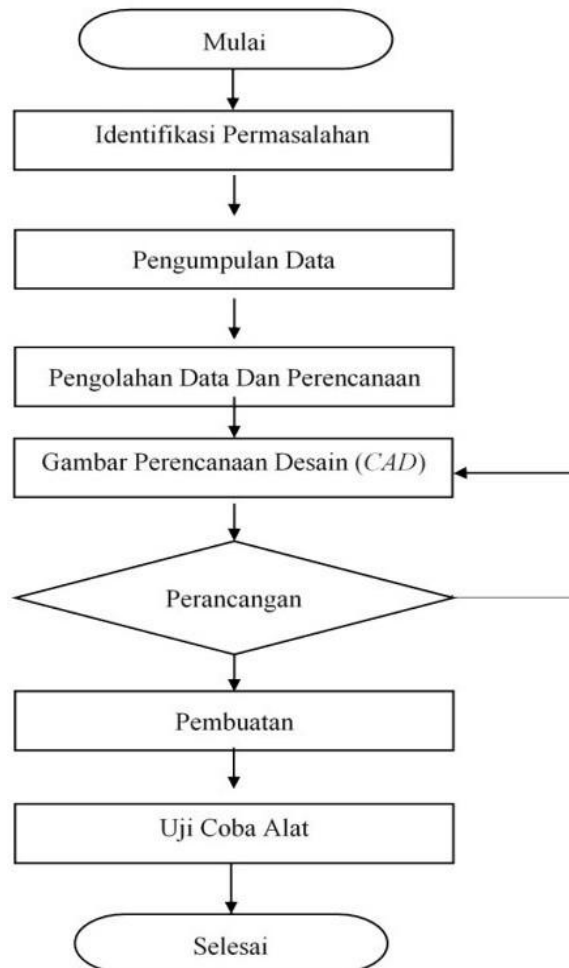 Mulai
Identifikasi Permasalahan
Pengumpulan Data
Pengolahan Data Dan Perencanaan
Gambar Perencanaan Desain (CAD)
Perancangan
Pembuatan
Uji Coba Alat
Selesai